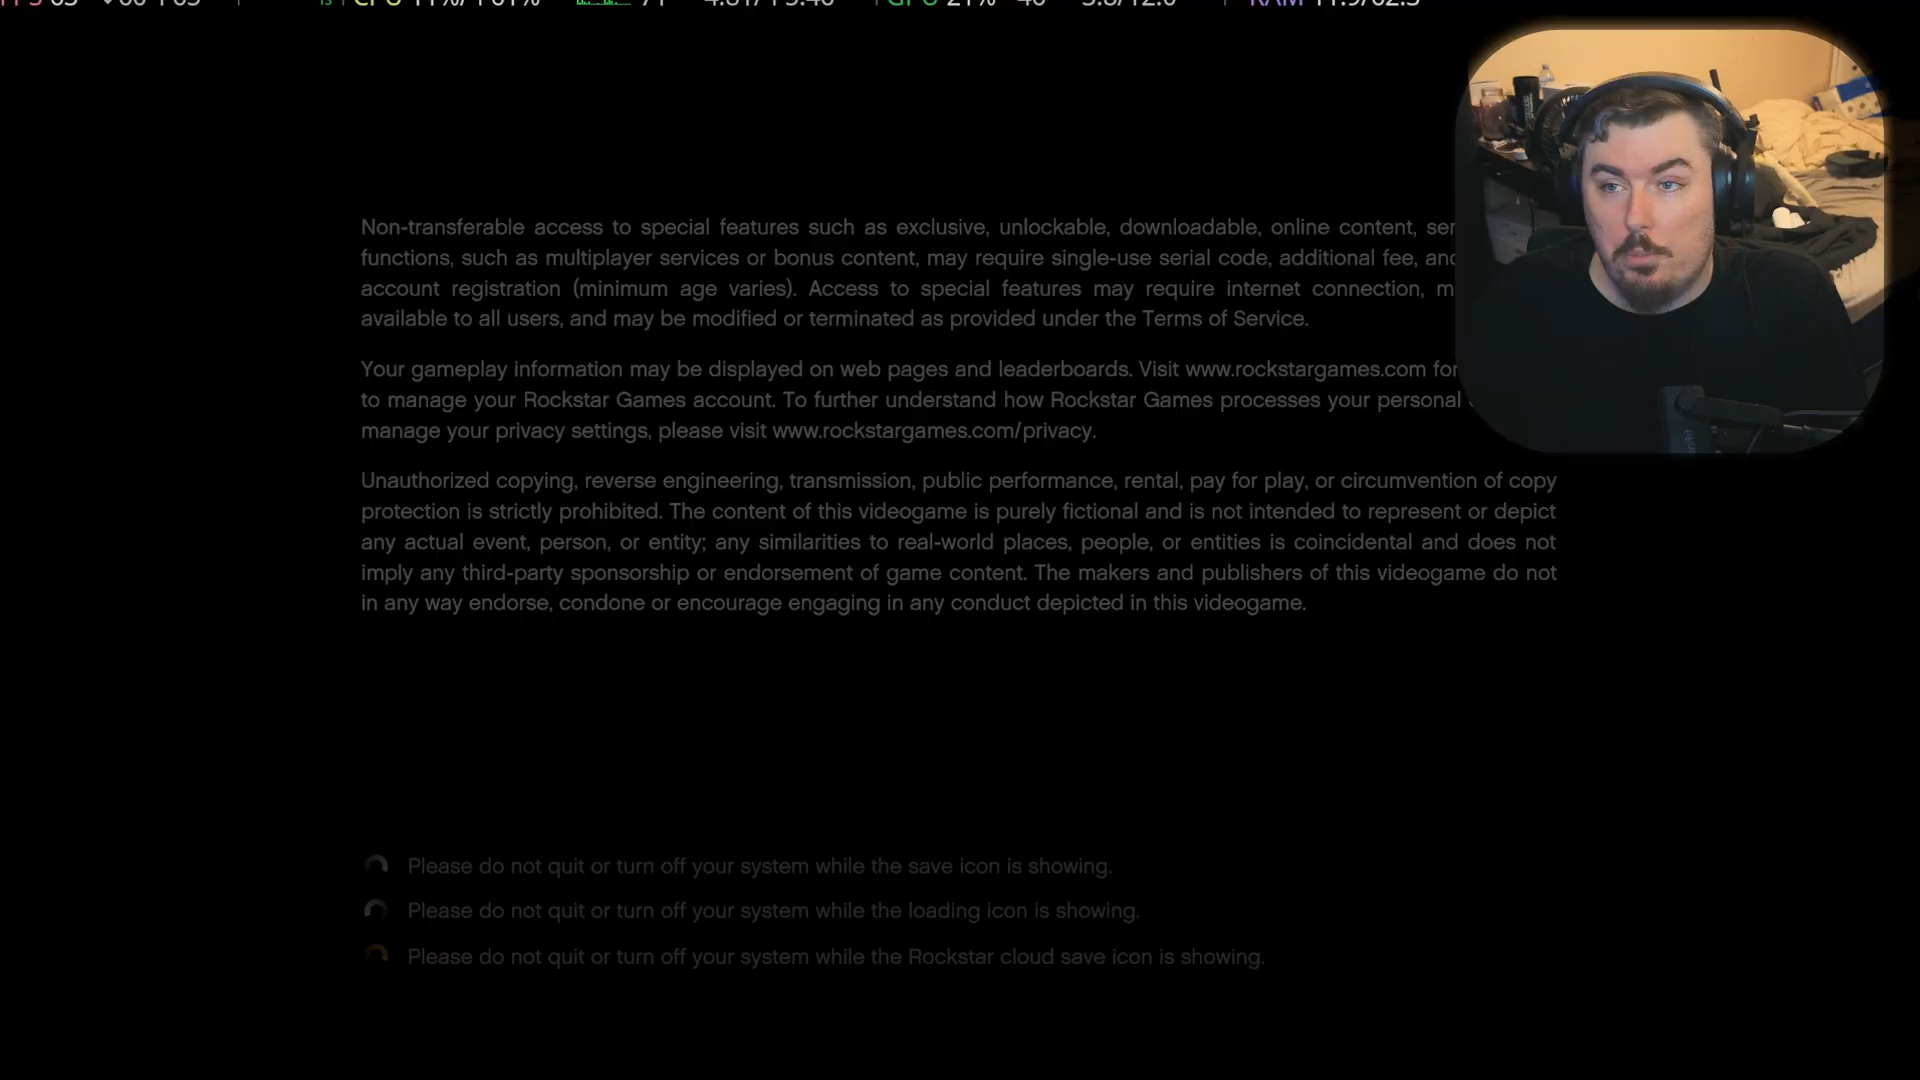 CPU
GPU 21%
RAM
Non-transferable access to special features such as exclusive, unlockable, downloadable, online content,
functions, such as multiplayer services or bonus content, may require single-use serial code, additional fee,
account registration (minimum age varies). Access to special features may require internet connection,
available to all users, and may be modified or terminated as provided under the Terms of Service.
Your gameplay information may be displayed on web pages and leaderboards. Visit www.rockstargames.com
to manage your Rockstar Games account. To further understand how Rockstar Games processes your personal
manage your privacy settings, please visit www.rockstargames.com/privacy.
Unauthorized copying, reverse engineering, transmission, public performance, rental, pay for play, or circumvention of copy
protection is strictly prohibited. The content of this videogame is purely fictional and is not intended to represent or depict
any actual event, person, or entity; any similarities to real-world places, people, or entities is coincidental and does not
imply any third-party sponsorship or endorsement of game content. The makers and publishers of this videogame do not
in any way endorse, condone or encourage engaging in any conduct depicted in this videogame.
Please do not quit or turn off your system while the save icon is showing.
Please do not quit or turn off your system while the loading icon is showing.
Please do not quit or turn off your system while the Rockstar cloud save icon is showing.